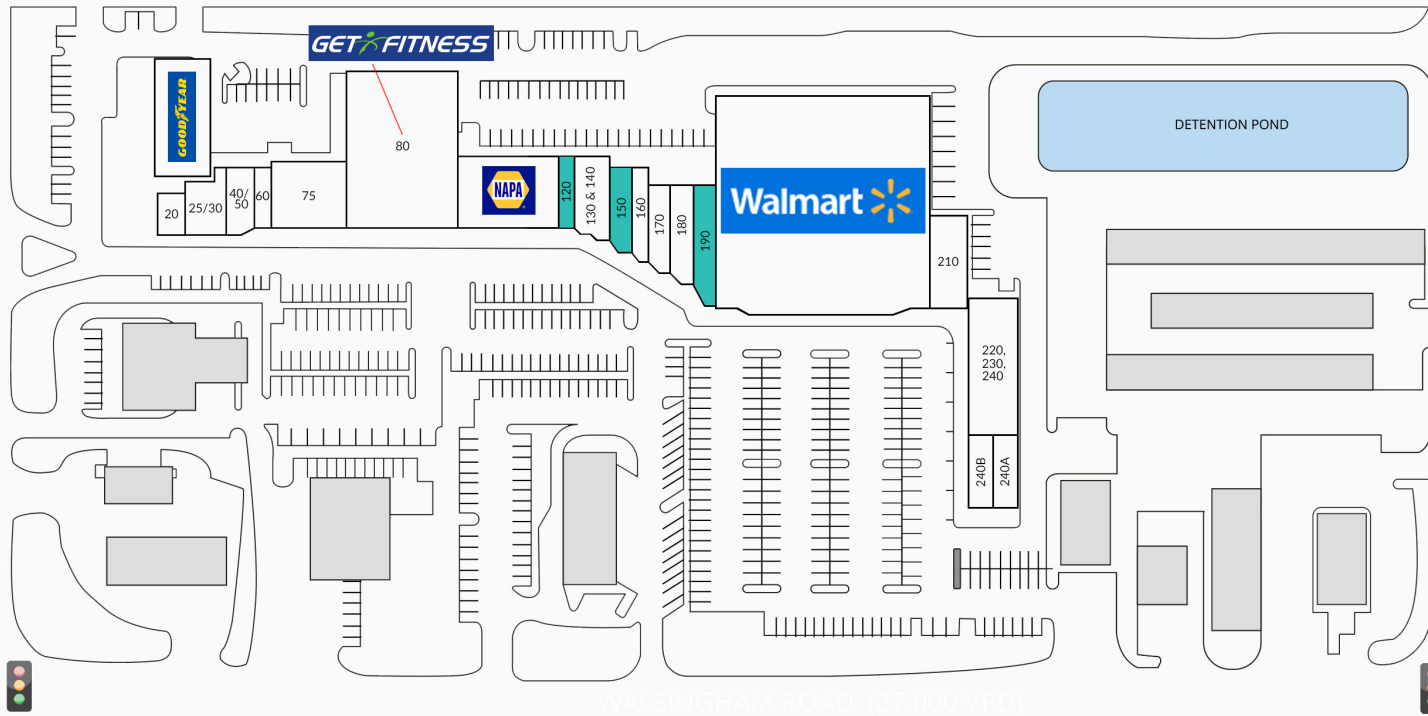 GET FITNESS
GOODYEAR
80
DETENTION POND
NAPA
Walmart
20
25/30
40/
50
60
75
120
130 & 140
150
160
170
180
190
210
220,
230,
240
240B
240A
WALSINGHAM ROAD (27,000 VPD)